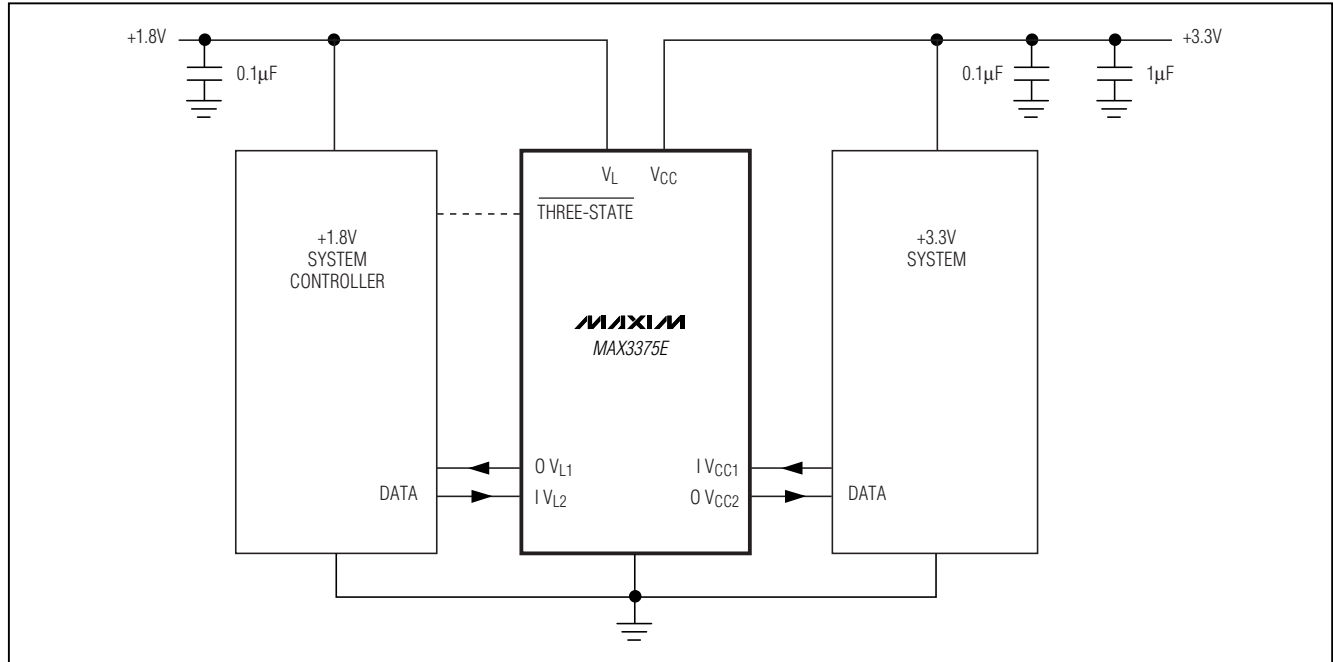 +1.8V
+3.3V
0.1µF
0.1µF
1µF
VL
VCC
THREE-STATE
+1.8V
SYSTEM
CONTROLLER
+3.3V
SYSTEM
MAXIM
MAX3375E
O VL1
I VCC1
DATA
I VL2
O VCC2
DATA